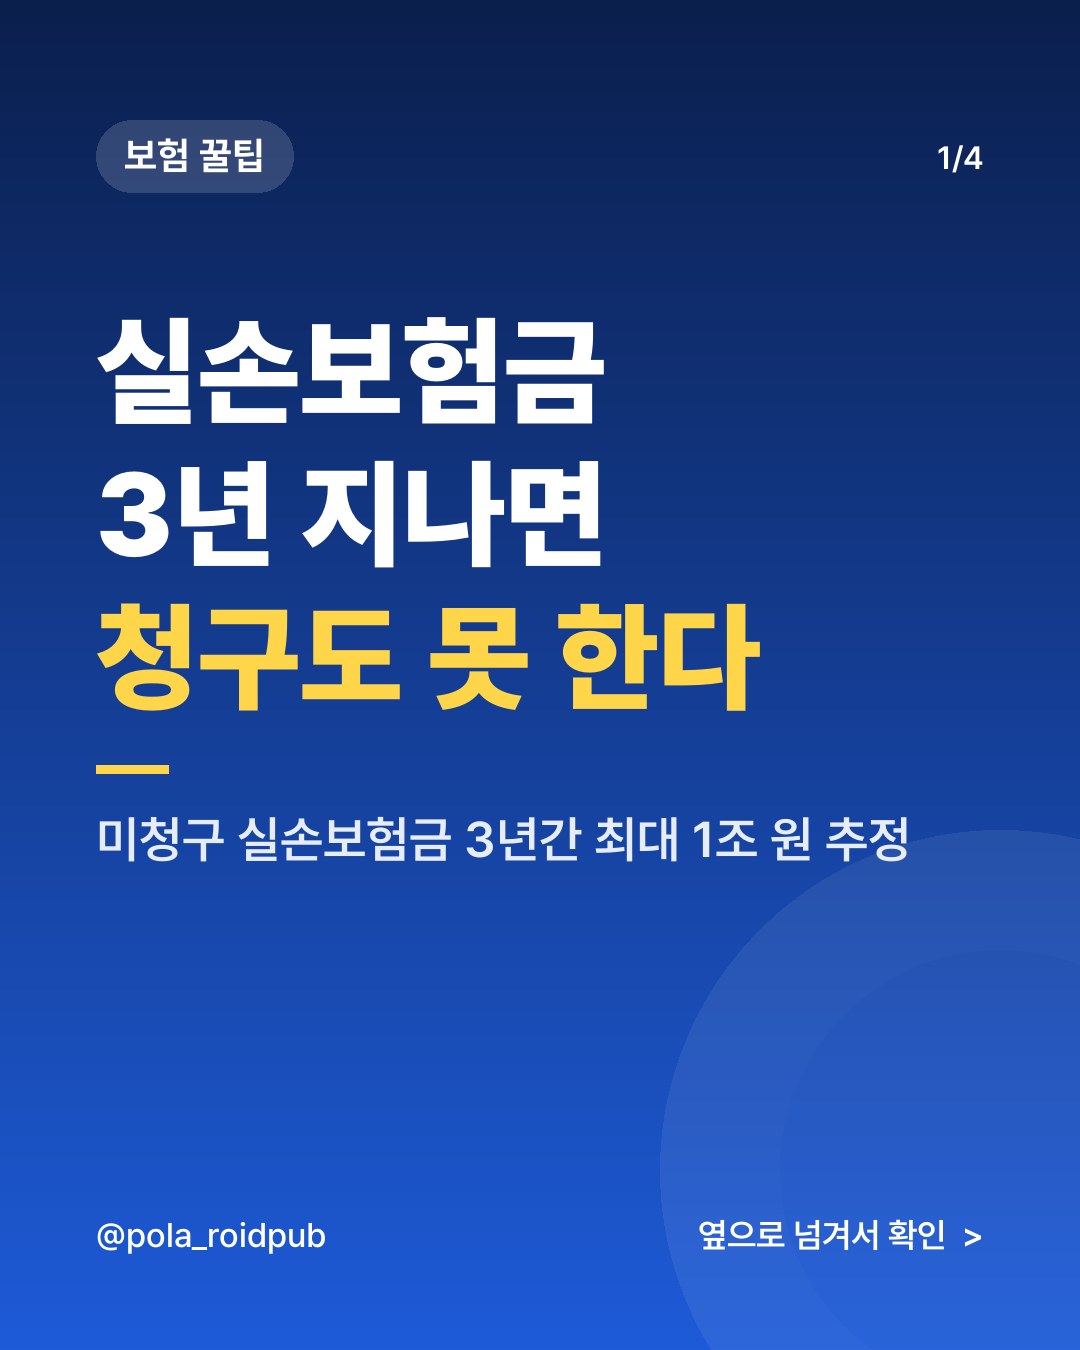 보험 꿀팁
1/4
실손보험금
3년 지나면
청구도 못 한다
미청구 실손보험금 3년간 최대 1조 원 추정
@pola_roidpub
옆으로 넘겨서 확인 >